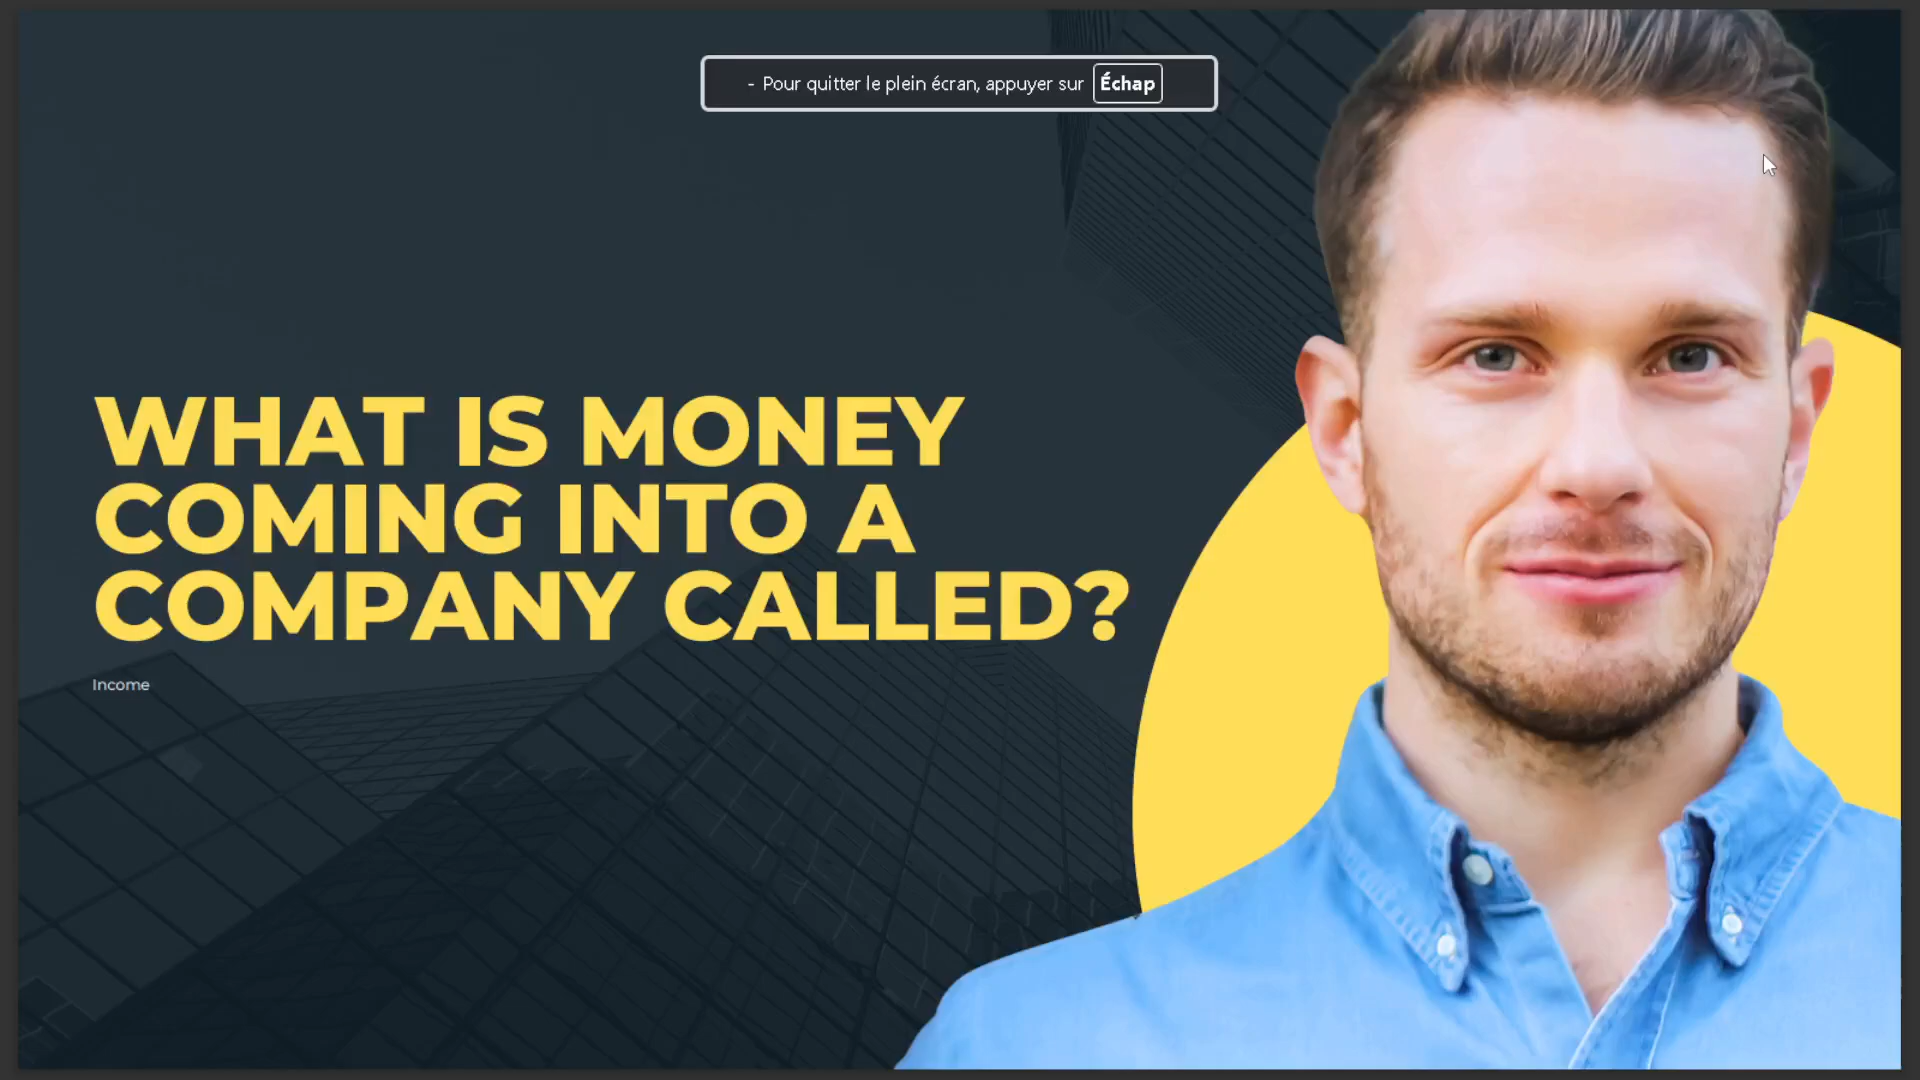 - Pour quitter le plein écran, appuyer sur Échap
WHAT IS MONEY
COMING INTO A
COMPANY CALLED?
Income